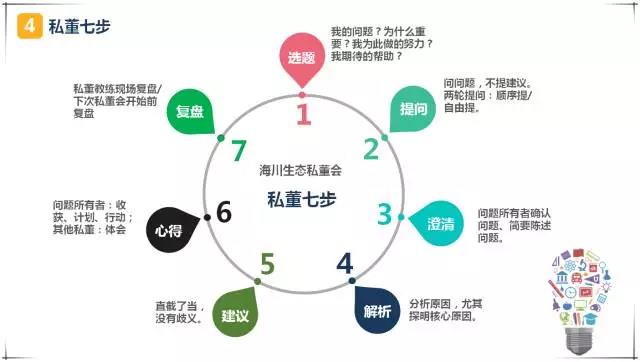 4 私董七步
选题
我的问题？为什么重
要？我为此做的努力？
我期待的帮助？
1
提问
问问题，不提建议。
两轮提问：顺序提/
自由提。
2
澄清
问题所有者确认
问题、简要陈述
问题。
3
解析
分析原因，尤其
探明核心原因。
4
建议
直截了当，
没有歧义。
5
心得
问题所有者：收
获、计划、行动；
其他私董：体会
6
复盘
私董教练现场复盘/
下次私董会开始前
复盘
7
海川生态私董会
私董七步